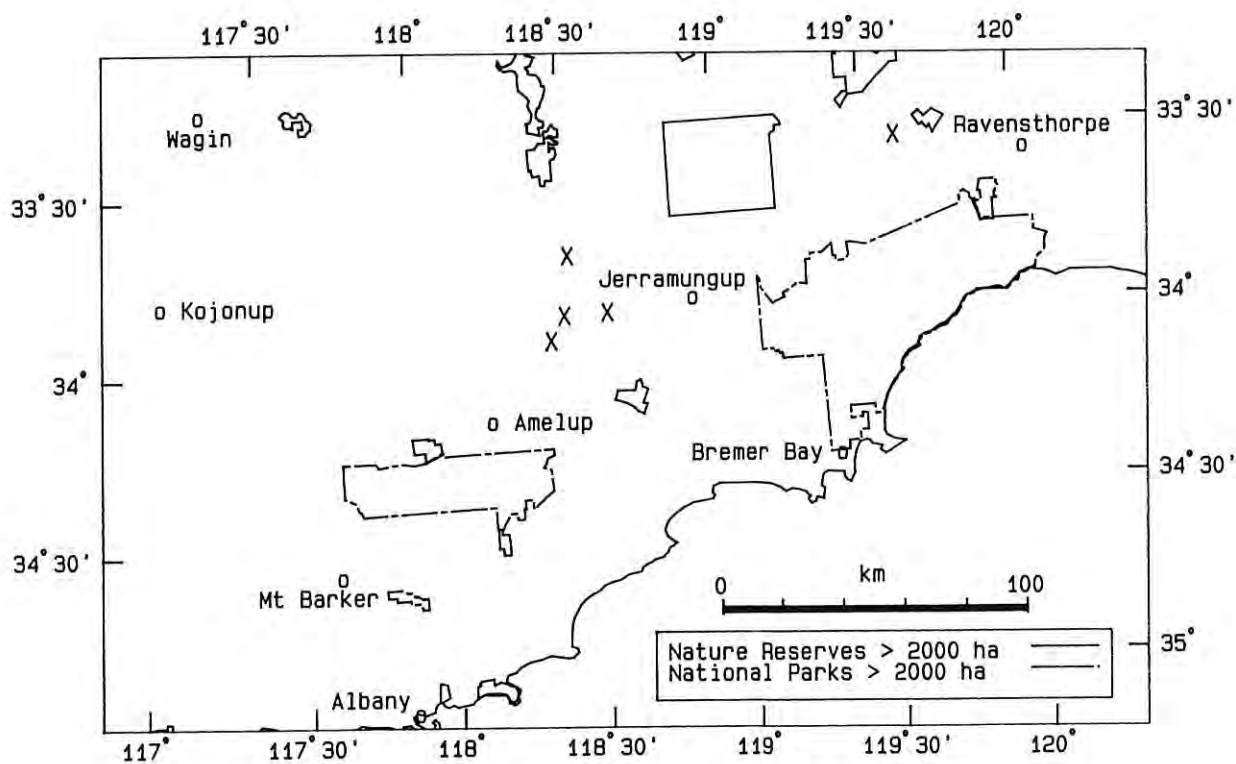 117°30' 118° 118°30' 119° 119°30' 120°
33°30'
Wagin
Ravensthorpe
X
33°30'
X
Jerramungup
34°
Kojonup
X X
X
34°
Amelup
Bremer Bay
34°30'
34°30'
0 km 100
Mt Barker
Nature Reserves > 2000 ha
35°
National Parks > 2000 ha
Albany
117° 117°30' 118° 118°30' 119° 119°30' 120°